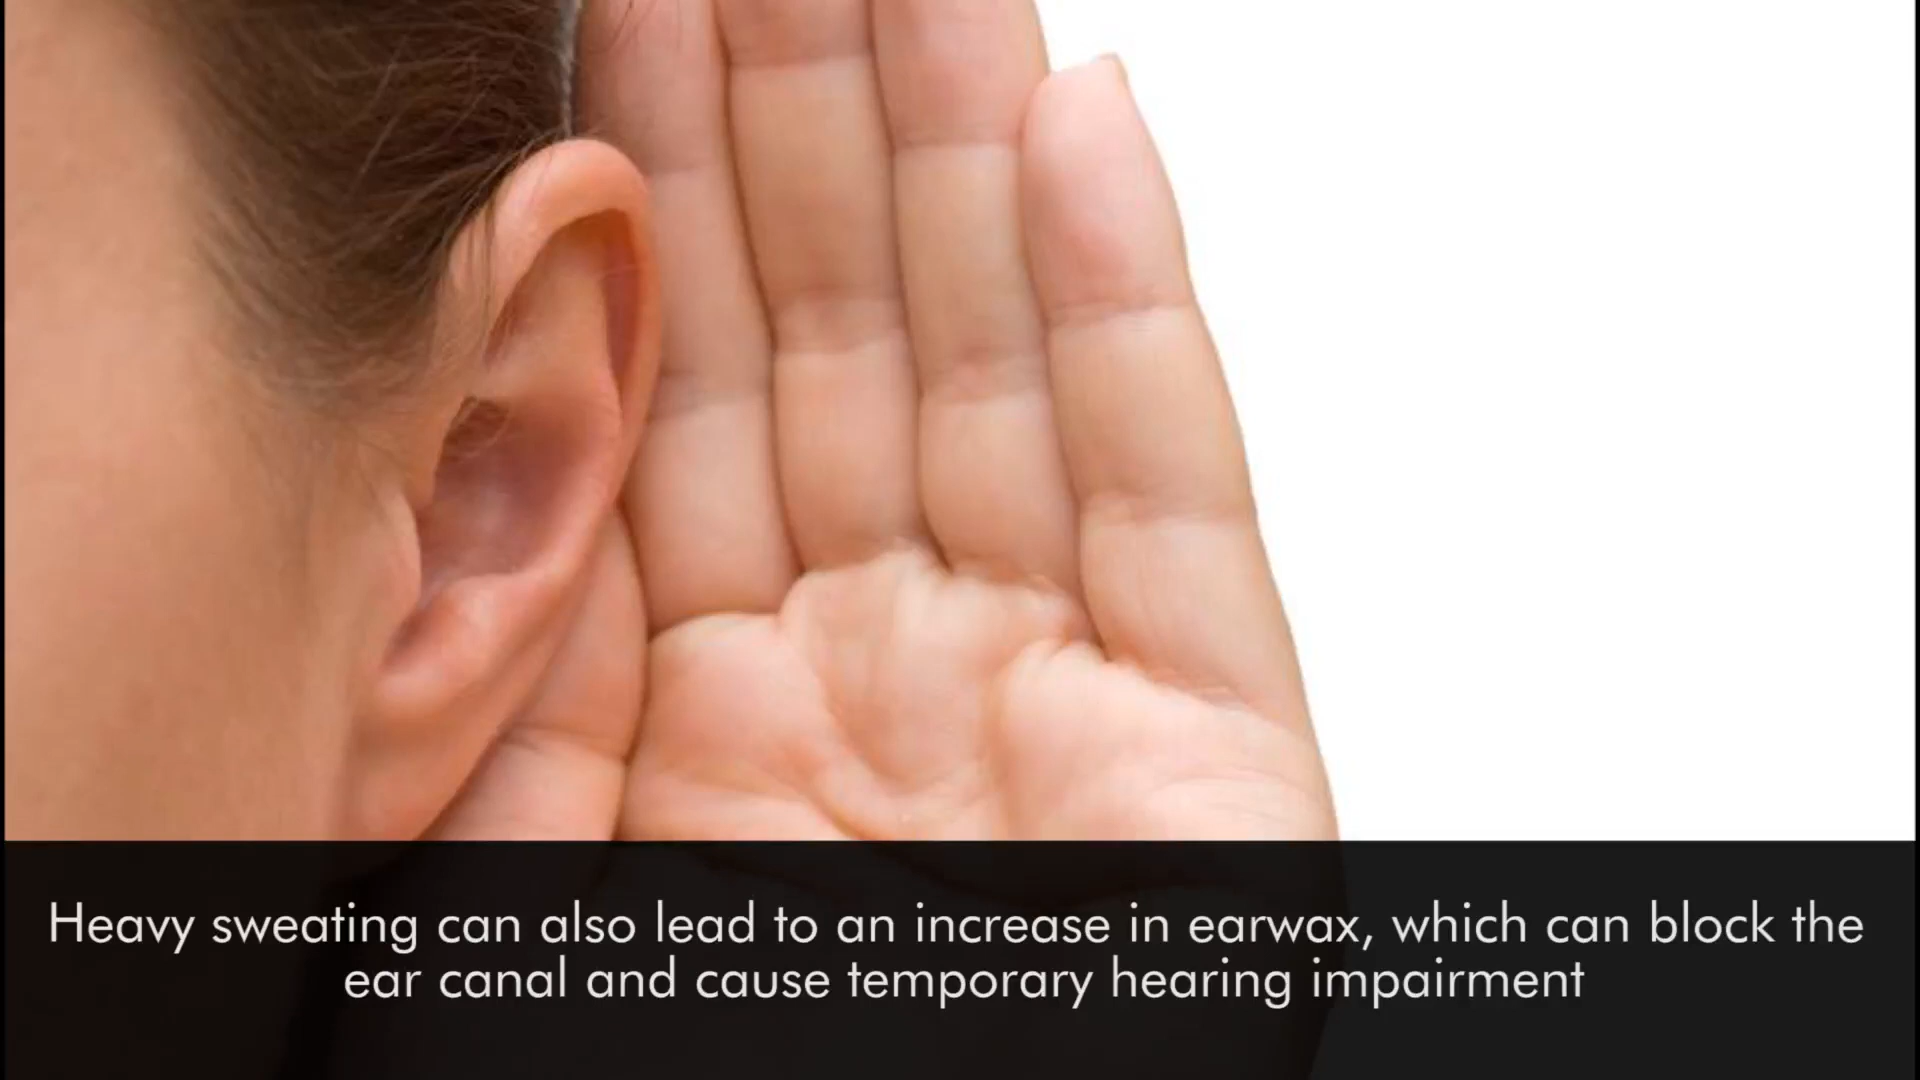 Heavy sweating can also lead to an increase in earwax, which can block the
ear canal and cause temporary hearing impairment